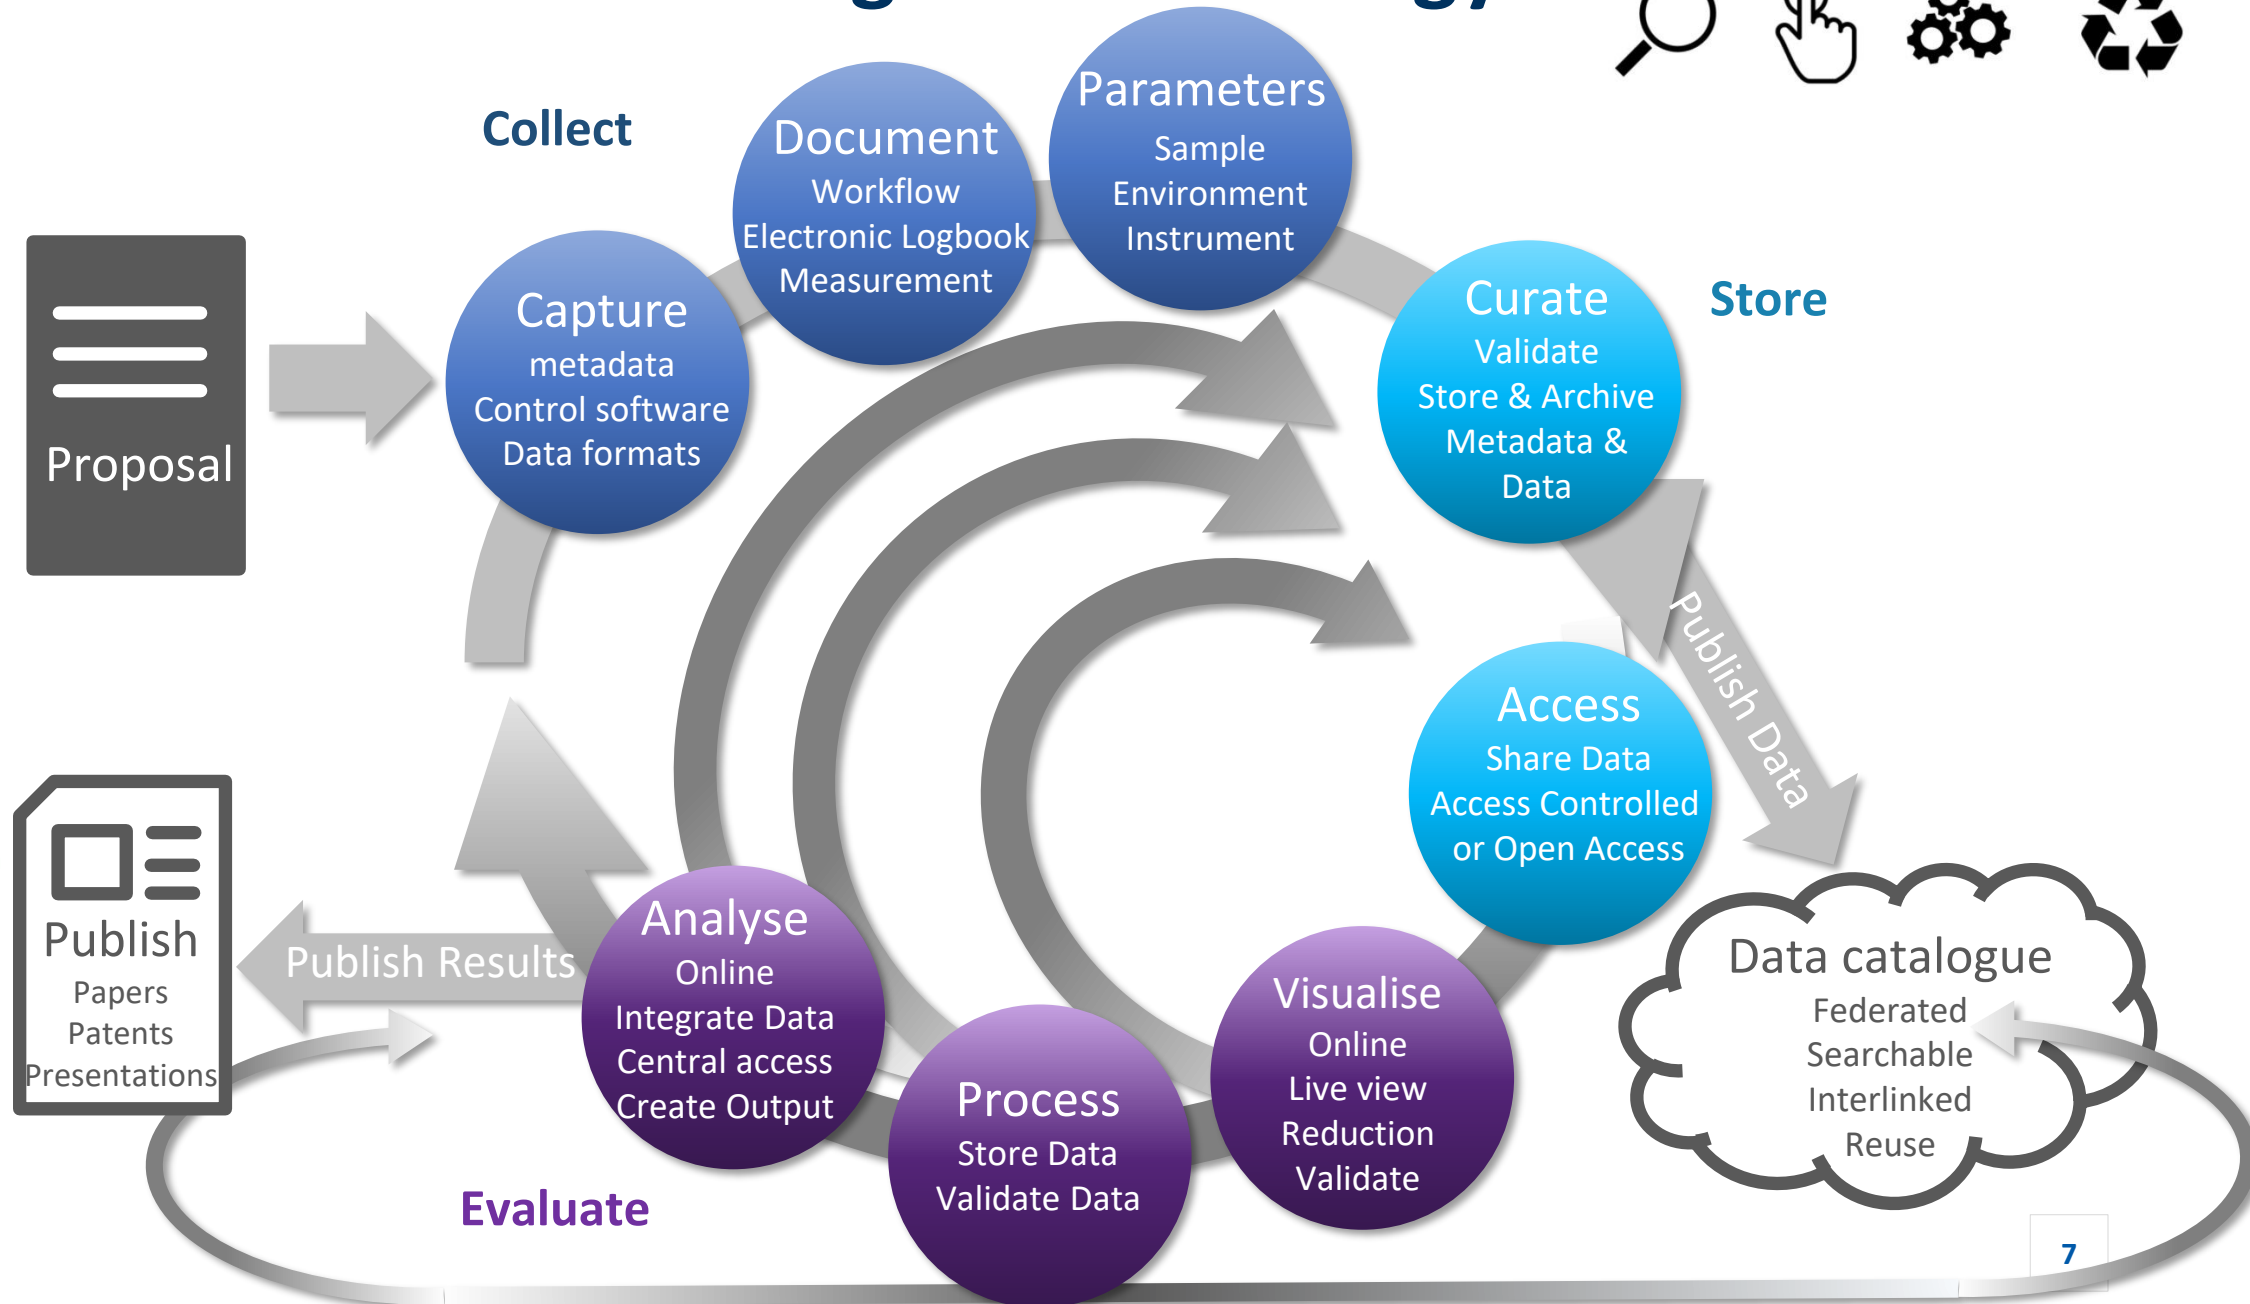 Collect
Parameters
Sample
Environment
Instrument
Document
Workflow
Electronic Logbook
Measurement
Capture
metadata
Control software
Data formats
Proposal
Curate
Validate
Store & Archive
Metadata &
Data
Store
Publish Data
Access
Share Data
Access Controlled
or Open Access
Data catalogue
Federated
Searchable
Interlinked
Reuse
Visualise
Online
Live view
Reduction
Validate
Process
Store Data
Validate Data
Analyse
Online
Integrate Data
Central access
Create Output
Publish Results
Publish
Papers
Patents
Presentations
Evaluate
7